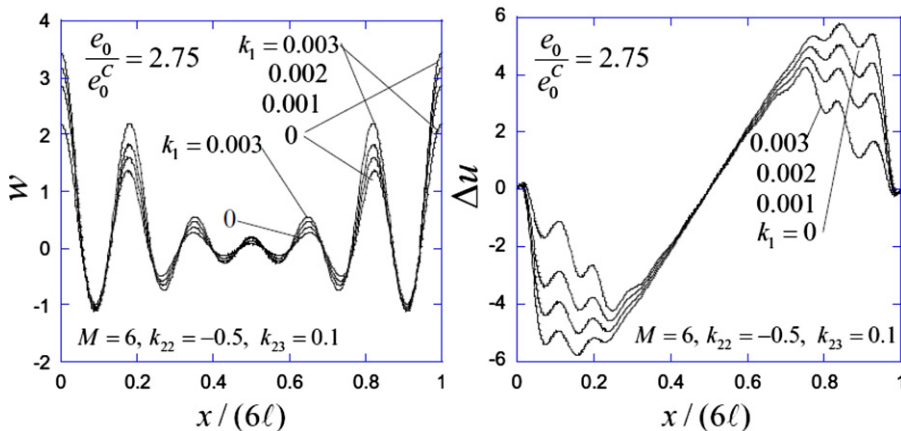 4
3
2
1
0
-1
-2
w
e₀/e₀ᶜ = 2.75
k₁ = 0.003
0.002
0.001
0
k₁ = 0.003
0
M = 6, k₂₂ = −0.5, k₂₃ = 0.1
0 0.2 0.4 0.6 0.8 1
x / (6ℓ)
6
4
2
0
-2
-4
-6
Δu
e₀/e₀ᶜ = 2.75
0.003
0.002
0.001
k₁ = 0
M = 6, k₂₂ = −0.5, k₂₃ = 0.1
0 0.2 0.4 0.6 0.8 1
x / (6ℓ)